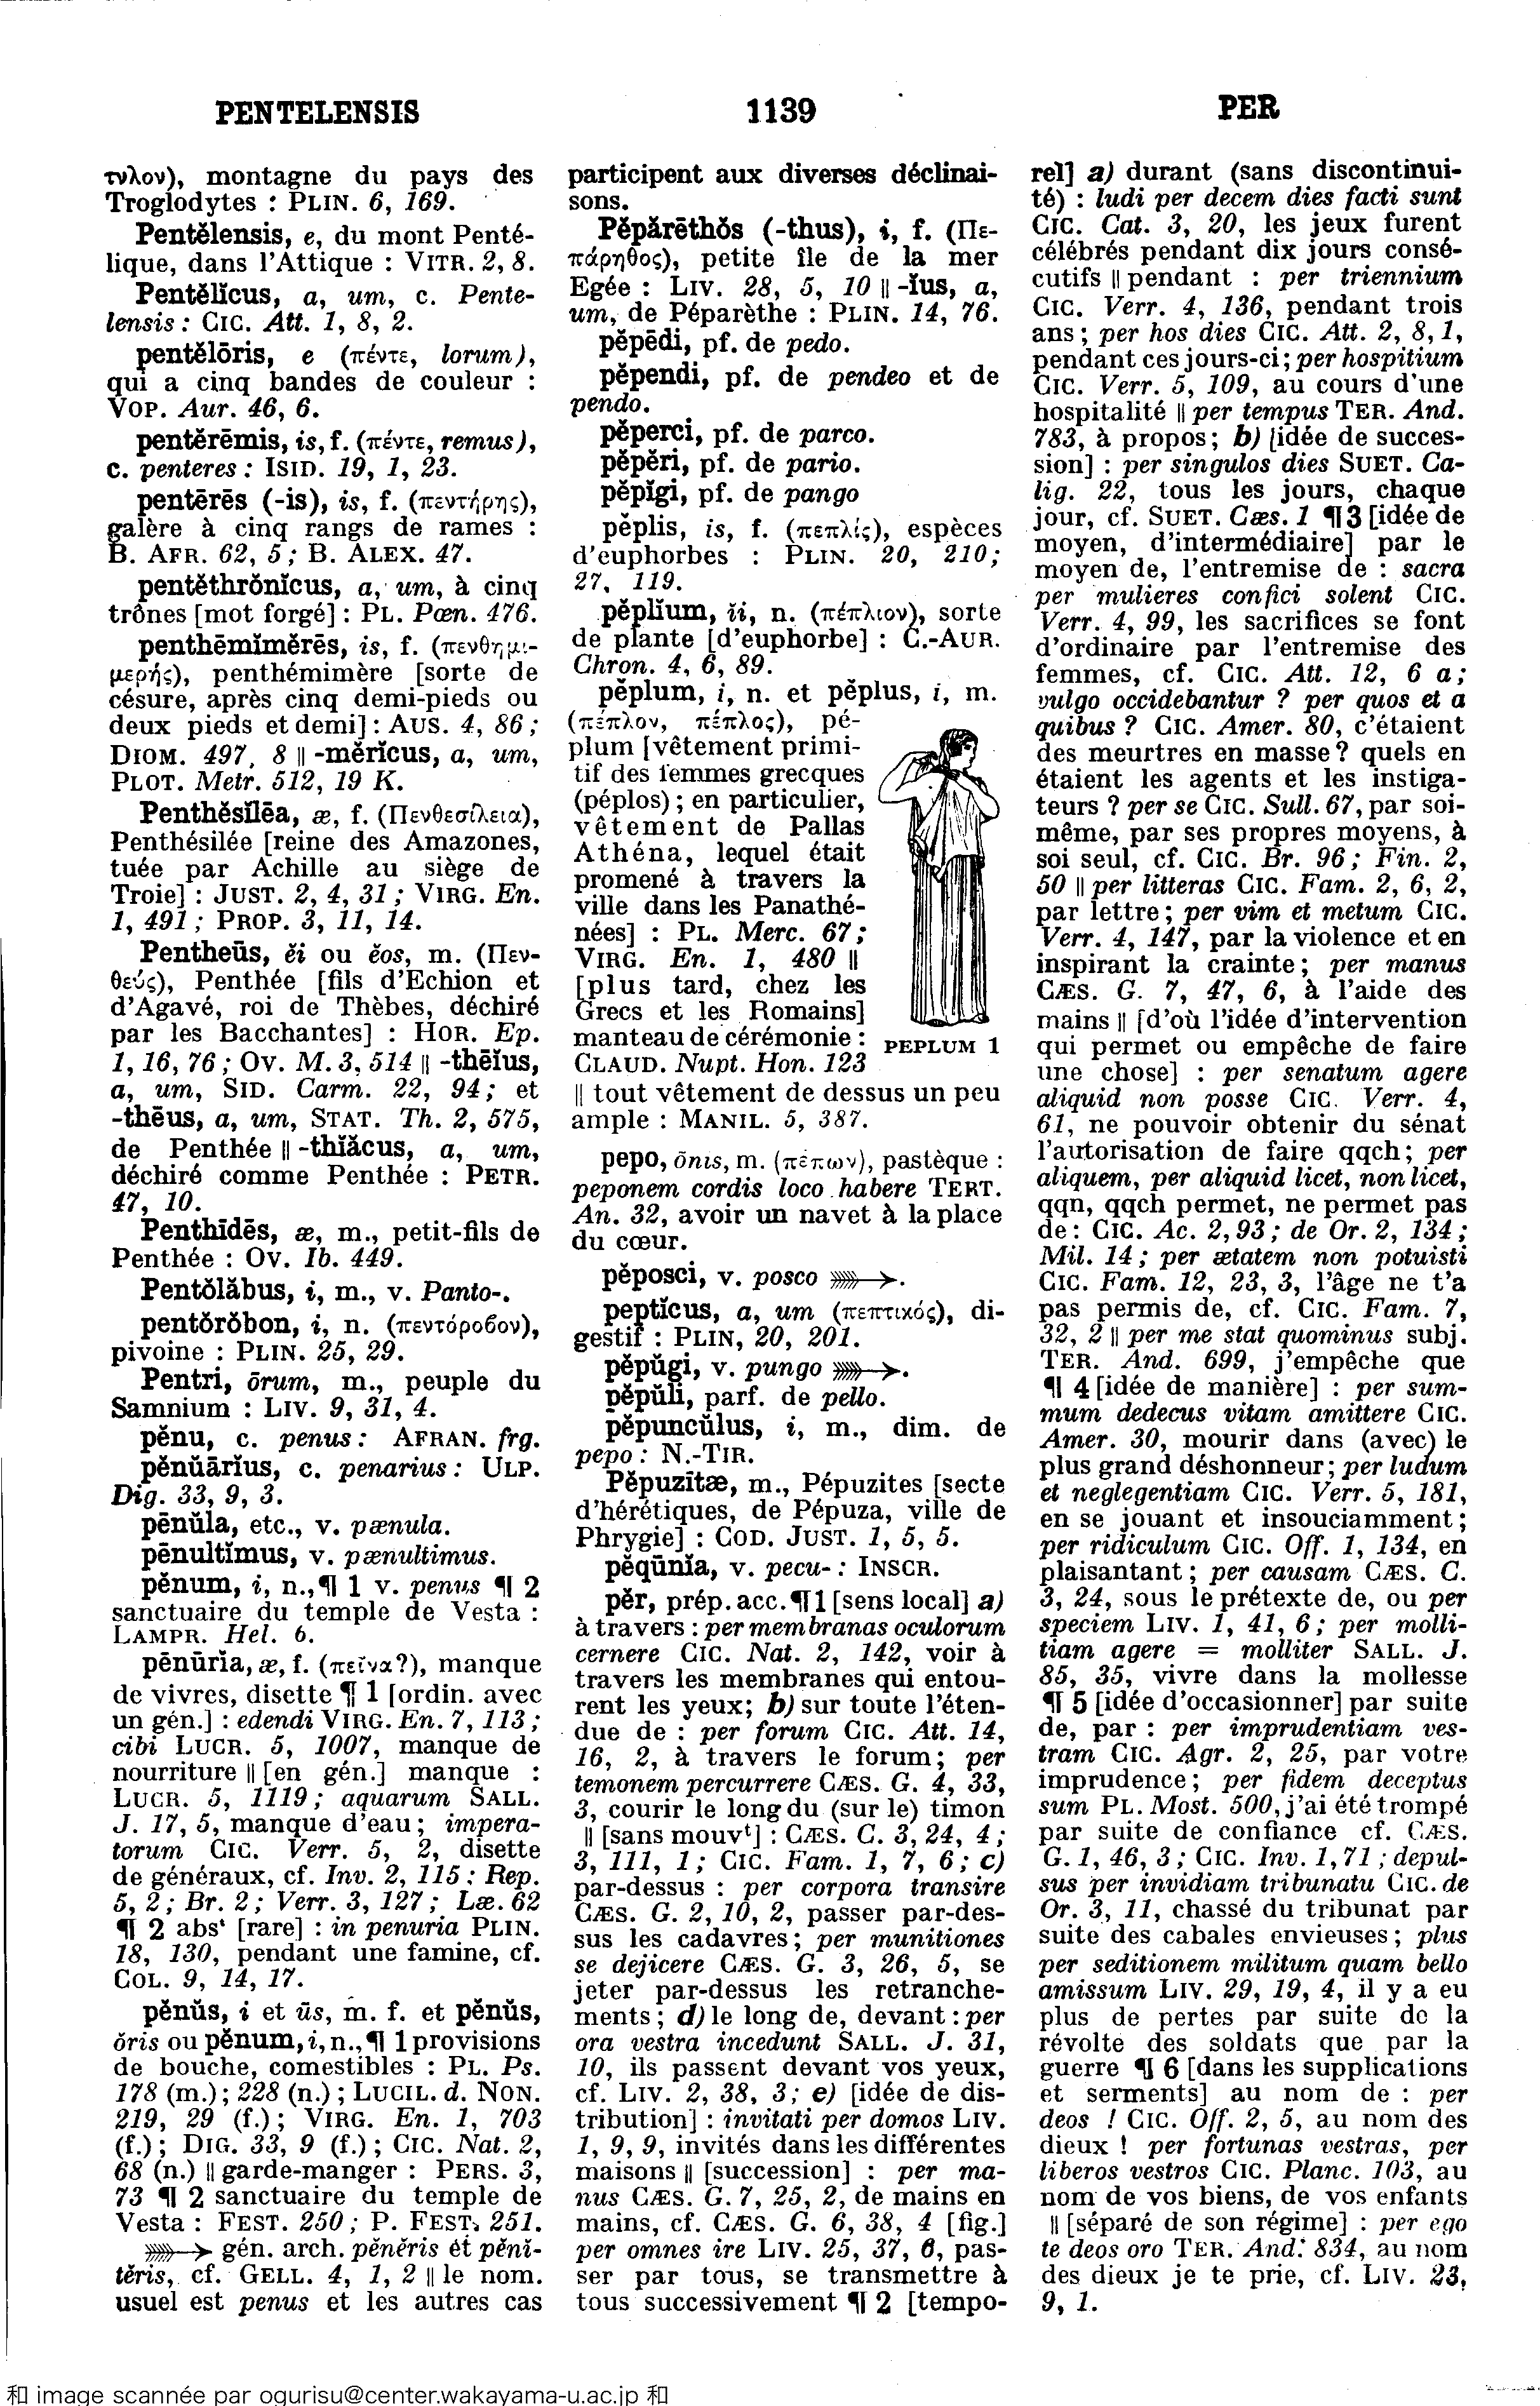 PENTELENSIS
1139
PER
τυλον), montagne du pays des
Troglodytes : PLIN. 6, 169.
Pentĕlensis, e, du mont Penté-
lique, dans l'Attique : VITR. 2, 8.
Pentĕlĭcus, a, um, c. Pente-
lensis : CIC. Att. 1, 8, 2.
pentĕlōris, e (πέντε, lorum),
qui a cinq bandes de couleur :
VOP. Aur. 46, 6.
pentĕrēmis, is, f. (πέντε, remus),
c. penteres : ISID. 19, 1, 23.
pentērēs (-is), is, f. (πεντήρης),
galère à cinq rangs de rames :
B. AFR. 62, 5 ; B. ALEX. 47.
pentĕthrŏnĭcus, a, um, à cinq
trônes [mot forgé] : PL. Pœn. 476.
penthēmĭmĕrēs, is, f. (πενθημι-
μερής), penthémimère [sorte de
césure, après cinq demi-pieds ou
deux pieds et demi] : AUS. 4, 86 ;
DIOM. 497, 8 || -mĕrĭcus, a, um,
PLOT. Metr. 512, 19 K.
Penthĕsĭlēa, æ, f. (Πενθεσίλεια),
Penthésilée [reine des Amazones,
tuée par Achille au siège de
Troie] : JUST. 2, 4, 31 ; VIRG. En.
1, 491 ; PROP. 3, 11, 14.
Pentheūs, ĕi ou ĕos, m. (Πεν-
θεύς), Penthée [fils d'Echion et
d'Agavé, roi de Thèbes, déchiré
par les Bacchantes] : HOR. Ep.
1, 16, 76 ; OV. M. 3, 514 || -thēĭus,
a, um, SID. Carm. 22, 94 ; et
-thēus, a, um, STAT. Th. 2, 575,
de Penthée || -thĭăcus, a, um,
déchiré comme Penthée : PETR.
47, 10.
Penthīdēs, æ, m., petit-fils de
Penthée : OV. Ib. 449.
Pentŏlăbus, i, m., v. Panto-.
pentŏrŏbon, i, n. (πεντόροβον),
pivoine : PLIN. 25, 29.
Pentri, ōrum, m., peuple du
Samnium : LIV. 9, 31, 4.
pĕnu, c. penus : AFRAN. frg.
pĕnŭārĭus, c. penarius : ULP.
Dig. 33, 9, 3.
pēnŭla, etc., v. pænula.
pēnultĭmus, v. pænultimus.
pĕnum, i, n., ¶ 1 v. penus ¶ 2
sanctuaire du temple de Vesta :
LAMPR. Hel. 6.
pēnūrĭa, æ, f. (πεῖνα?), manque
de vivres, disette ¶ 1 [ordin. avec
un gén.] : edendi VIRG. En. 7, 113 ;
cibi LUCR. 5, 1007, manque de
nourriture || [en gén.] manque :
LUCR. 5, 1119 ; aquarum SALL.
J. 17, 5, manque d'eau ; impera-
torum CIC. Verr. 5, 2, disette
de généraux, cf. Inv. 2, 115 ; Rep.
5, 2 ; Br. 2 ; Verr. 3, 127 ; Læ. 62
¶ 2 absᵗ [rare] : in penuria PLIN.
18, 130, pendant une famine, cf.
COL. 9, 14, 17.
pĕnŭs, i et ūs, m. f. et pĕnŭs,
ŏris ou pĕnum, i, n., ¶ 1 provisions
de bouche, comestibles : PL. Ps.
178 (m.) ; 228 (n.) ; LUCIL. d. NON.
219, 29 (f.) ; VIRG. En. 1, 703
(f.) ; DIG. 33, 9 (f.) ; CIC. Nat. 2,
68 (n.) || garde-manger : PERS. 3,
73 ¶ 2 sanctuaire du temple de
Vesta : FEST. 250 ; P. FEST. 251.
gén. arch. pĕnĕris et pĕnĭ-
tĕris, cf. GELL. 4, 1, 2 || le nom.
usuel est penus et les autres cas
participent aux diverses déclinai-
sons.
Pĕpărēthŏs (-thus), i, f. (Πε-
πάρηθος), petite île de la mer
Egée : LIV. 28, 5, 10 || -ĭus, a,
um, de Péparèthe : PLIN. 14, 76.
pĕpēdi, pf. de pedo.
pĕpendi, pf. de pendeo et de
pendo.
pĕperci, pf. de parco.
pĕpĕri, pf. de pario.
pĕpĭgi, pf. de pango
pĕplis, is, f. (πεπλίς), espèces
d'euphorbes : PLIN. 20, 210 ;
27, 119.
pĕplĭum, ĭi, n. (πέπλιον), sorte
de plante [d'euphorbe] : C.-AUR.
Chron. 4, 6, 89.
pĕplum, i, n. et pĕplus, i, m.
(πέπλον, πέπλος), pé-
plum [vêtement primi-
tif des femmes grecques
(péplos) ; en particulier,
vêtement de Pallas
Athéna, lequel était
promené à travers la
ville dans les Panathé-
nées] : PL. Merc. 67 ;
VIRG. En. 1, 480 ||
[plus tard, chez les
Grecs et les Romains]
manteau de cérémonie :
PEPLUM 1
CLAUD. Nupt. Hon. 123
|| tout vêtement de dessus un peu
ample : MANIL. 5, 387.
pepo, ōnis, m. (πέπων), pastèque :
peponem cordis loco habere TERT.
An. 32, avoir un navet à la place
du cœur.
pĕposci, v. posco.
peptĭcus, a, um (πεπτικός), di-
gestif : PLIN, 20, 201.
pĕpŭgi, v. pungo.
pĕpŭli, parf. de pello.
pĕpuncŭlus, i, m., dim. de
pepo : N.-TIR.
Pĕpuzītæ, m., Pépuzites [secte
d'hérétiques, de Pépuza, ville de
Phrygie] : COD. JUST. 1, 5, 5.
pĕqūnĭa, v. pecu- : INSCR.
pĕr, prép. acc. ¶ 1 [sens local] a)
à travers : per membranas oculorum
cernere CIC. Nat. 2, 142, voir à
travers les membranes qui entou-
rent les yeux; b) sur toute l'éten-
due de : per forum CIC. Att. 14,
16, 2, à travers le forum ; per
temonem percurrere CÆS. G. 4, 33,
3, courir le long du (sur le) timon
|| [sans mouvᵗ] : CÆS. C. 3, 24, 4 ;
3, 111, 1 ; CIC. Fam. 1, 7, 6 ; c)
par-dessus : per corpora transire
CÆS. G. 2, 10, 2, passer par-des-
sus les cadavres ; per munitiones
se dejicere CÆS. G. 3, 26, 5, se
jeter par-dessus les retranche-
ments ; d) le long de, devant : per
ora vestra incedunt SALL. J. 31,
10, ils passent devant vos yeux,
cf. LIV. 2, 38, 3 ; e) [idée de dis-
tribution] : invitati per domos LIV.
1, 9, 9, invités dans les différentes
maisons || [succession] : per ma-
nus CÆS. G. 7, 25, 2, de mains en
mains, cf. CÆS. G. 6, 38, 4 [fig.]
per omnes ire LIV. 25, 37, 6, pas-
ser par tous, se transmettre à
tous successivement ¶ 2 [tempo-
rel] a) durant (sans discontinui-
té) : ludi per decem dies facti sunt
CIC. Cat. 3, 20, les jeux furent
célébrés pendant dix jours consé-
cutifs || pendant : per triennium
CIC. Verr. 4, 136, pendant trois
ans ; per hos dies CIC. Att. 2, 8, 1,
pendant ces jours-ci ; per hospitium
CIC. Verr. 5, 109, au cours d'une
hospitalité || per tempus TER. And.
783, à propos ; b) [idée de succes-
sion] : per singulos dies SUET. Ca-
lig. 22, tous les jours, chaque
jour, cf. SUET. Cæs. 1 ¶ 3 [idée de
moyen, d'intermédiaire] par le
moyen de, l'entremise de : sacra
per mulieres confici solent CIC.
Verr. 4, 99, les sacrifices se font
d'ordinaire par l'entremise des
femmes, cf. CIC. Att. 12, 6 a ;
vulgo occidebantur ? per quos et a
quibus ? CIC. Amer. 80, c'étaient
des meurtres en masse ? quels en
étaient les agents et les instiga-
teurs ? per se CIC. Sull. 67, par soi-
même, par ses propres moyens, à
soi seul, cf. CIC. Br. 96 ; Fin. 2,
50 || per litteras CIC. Fam. 2, 6, 2,
par lettre ; per vim et metum CIC.
Verr. 4, 147, par la violence et en
inspirant la crainte ; per manus
CÆS. G. 7, 47, 6, à l'aide des
mains || [d'où l'idée d'intervention
qui permet ou empêche de faire
une chose] : per senatum agere
aliquid non posse CIC. Verr. 4,
61, ne pouvoir obtenir du sénat
l'autorisation de faire qqch ; per
aliquem, per aliquid licet, non licet,
qqn, qqch permet, ne permet pas
de : CIC. Ac. 2, 93 ; de Or. 2, 134 ;
Mil. 14 ; per ætatem non potuisti
CIC. Fam. 12, 23, 3, l'âge ne t'a
pas permis de, cf. CIC. Fam. 7,
32, 2 || per me stat quominus subj.
TER. And. 699, j'empêche que
¶ 4 [idée de manière] : per sum-
mum dedecus vitam amittere CIC.
Amer. 30, mourir dans (avec) le
plus grand déshonneur ; per ludum
et neglegentiam CIC. Verr. 5, 181,
en se jouant et insouciamment ;
per ridiculum CIC. Off. 1, 134, en
plaisantant ; per causam CÆS. C.
3, 24, sous le prétexte de, ou per
speciem LIV. 1, 41, 6 ; per molli-
tiam agere = molliter SALL. J.
85, 35, vivre dans la mollesse
¶ 5 [idée d'occasionner] par suite
de, par : per imprudentiam ves-
tram CIC. Agr. 2, 25, par votre
imprudence ; per fidem deceptus
sum PL. Most. 500, j'ai été trompé
par suite de confiance cf. CÆS.
G. 1, 46, 3 ; CIC. Inv. 1, 71 ; depul-
sus per invidiam tribunatu CIC. de
Or. 3, 11, chassé du tribunat par
suite des cabales envieuses ; plus
per seditionem militum quam bello
amissum LIV. 29, 19, 4, il y a eu
plus de pertes par suite de la
révolte des soldats que par la
guerre ¶ 6 [dans les supplications
et serments] au nom de : per
deos ! CIC. Off. 2, 5, au nom des
dieux ! per fortunas vestras, per
liberos vestros CIC. Planc. 103, au
nom de vos biens, de vos enfants
|| [séparé de son régime] : per ego
te deos oro TER. And. 834, au nom
des dieux je te prie, cf. LIV. 23,
9, 1.
和 image scannée par ogurisu@center.wakayama-u.ac.jp 和